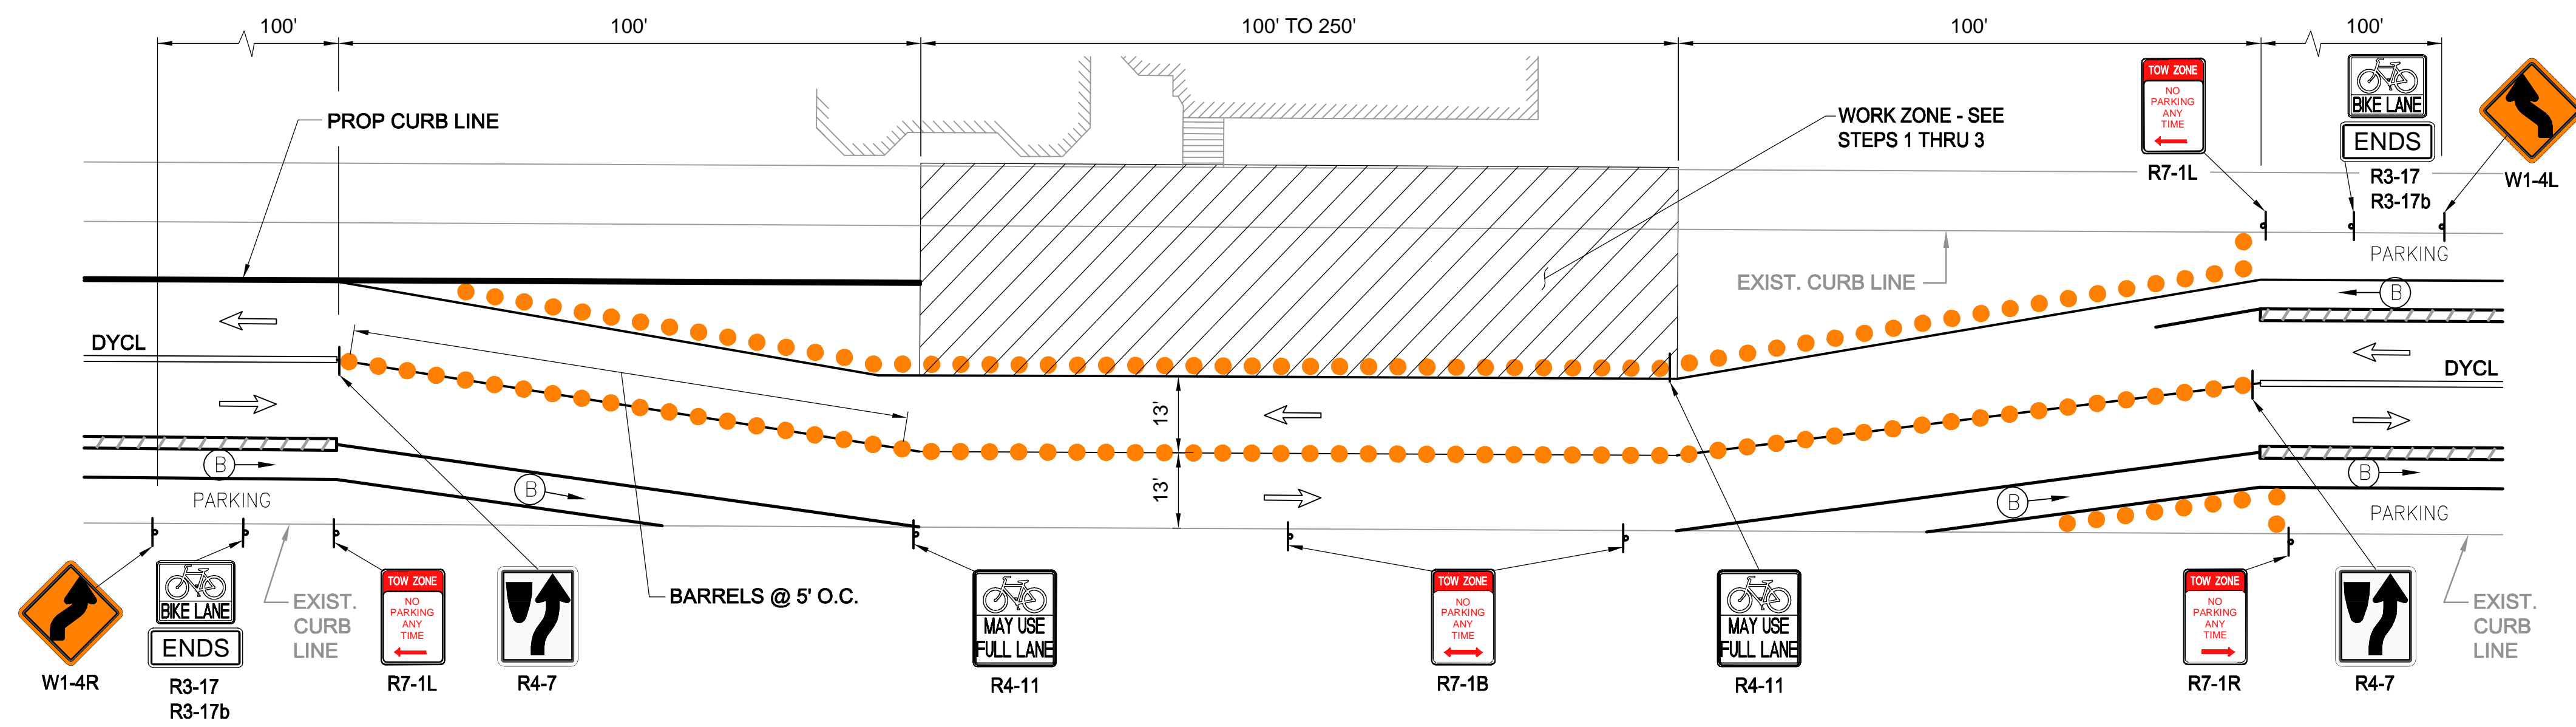 100'
100'
100' TO 250'
100'
100'
PROP CURB LINE
WORK ZONE - SEE
STEPS 1 THRU 3
TOW ZONE
NO
PARKING
ANY
TIME
R7-1L
BIKE LANE
ENDS
R3-17
R3-17b
W1-4L
PARKING
EXIST. CURB LINE
B
DYCL
DYCL
13'
13'
B
PARKING
B
B
B
PARKING
BARRELS @ 5' O.C.
EXIST.
CURB
LINE
W1-4R
BIKE LANE
ENDS
R3-17
R3-17b
TOW ZONE
NO
PARKING
ANY
TIME
R7-1L
R4-7
MAY USE
FULL LANE
R4-11
TOW ZONE
NO
PARKING
ANY
TIME
R7-1B
MAY USE
FULL LANE
R4-11
TOW ZONE
NO
PARKING
ANY
TIME
R7-1R
R4-7
EXIST.
CURB
LINE